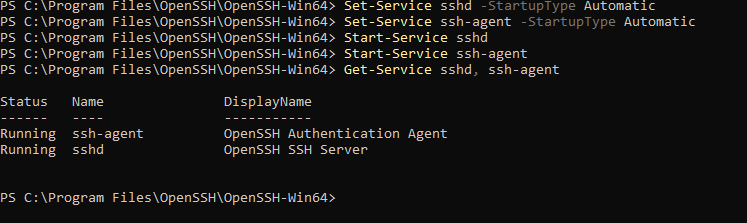 PS C:\Program Files\OpenSSH\OpenSSH-Win64> Set-Service sshd -StartupType Automatic
PS C:\Program Files\OpenSSH\OpenSSH-Win64> Set-Service ssh-agent -StartupType Automatic
PS C:\Program Files\OpenSSH\OpenSSH-Win64> Start-Service sshd
PS C:\Program Files\OpenSSH\OpenSSH-Win64> Start-Service ssh-agent
PS C:\Program Files\OpenSSH\OpenSSH-Win64> Get-Service sshd, ssh-agent

Status   Name               DisplayName
------   ----               -----------
Running  ssh-agent          OpenSSH Authentication Agent
Running  sshd               OpenSSH SSH Server

PS C:\Program Files\OpenSSH\OpenSSH-Win64>